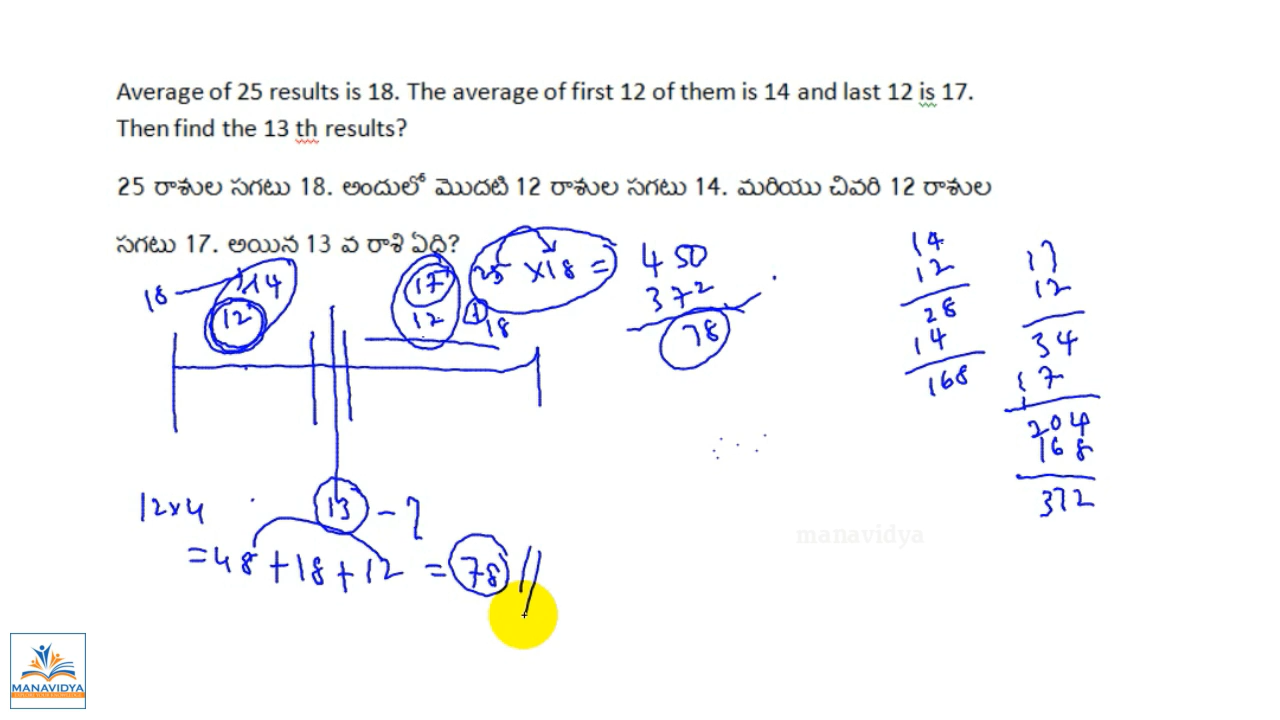 Average of 25 results is 18. The average of first 12 of them is 14 and last 12 is 17.
Then find the 13 th results?
25 రాశుల సగటు 18. అందులో మొదటి 12 రాశుల సగటు 14. మరియు చివరి 12 రాశుల
సగటు 17. అయిన 13 వ రాశి ఏది?
18 14
12
17
12 1 18
25 × 18 =
450
372
78
14
12
28
14
168
17
12
34
17
204
168
372
13 - ?
12x4
=48+18+12 = 78 //
manavidya
MANAVIDYA